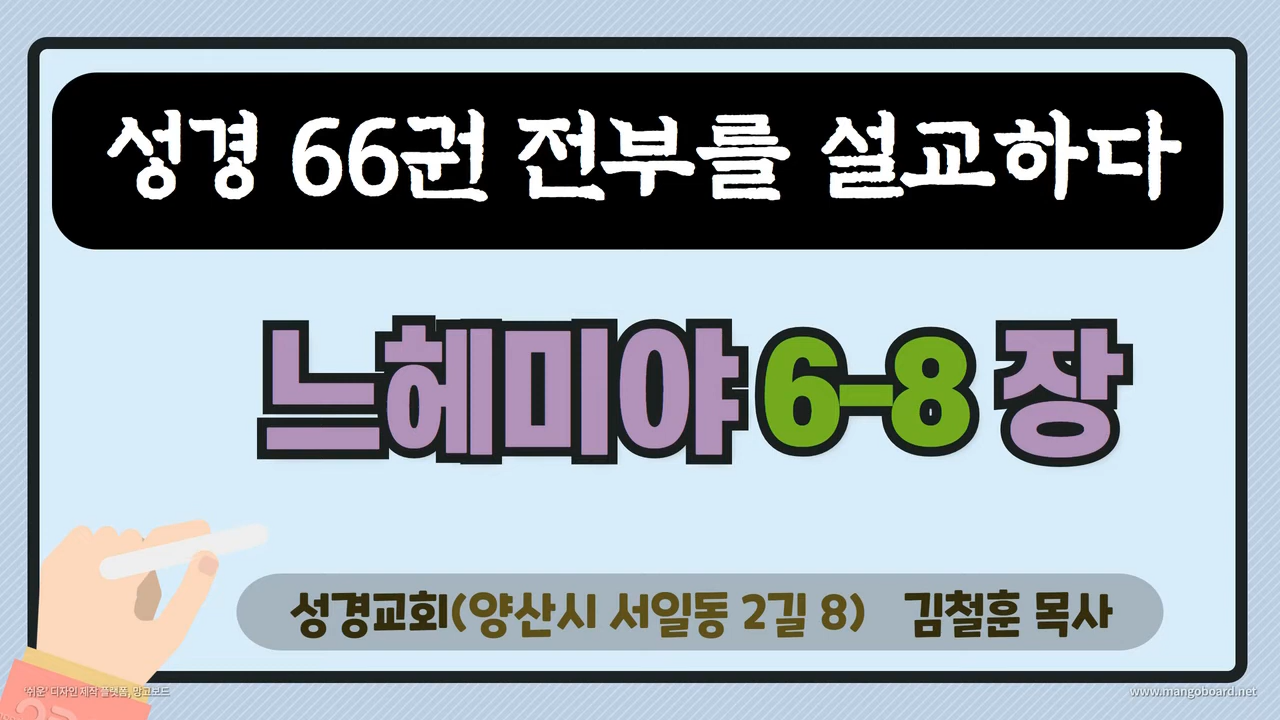 성경 66권 전부를 설교하다
느헤미야 6-8 장
성경교회(양산시 서일동 2길 8) 김철훈 목사
'쉬운' 디자인 제작 플랫폼, 망고보드
www.mangoboard.net